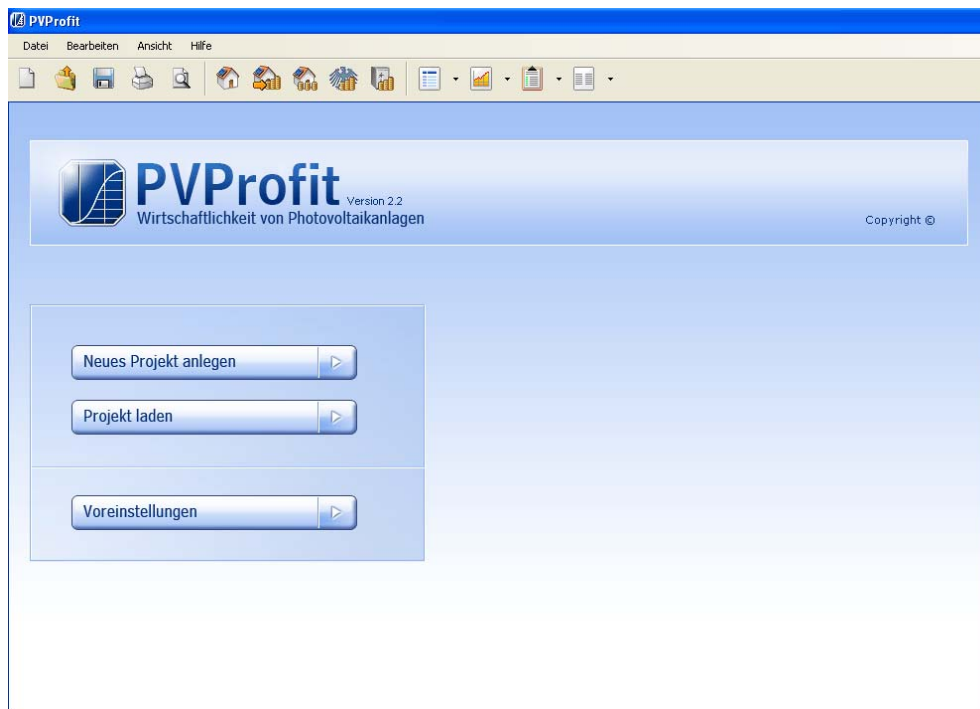 PVProfit
Datei Bearbeiten Ansicht Hilfe
PVProfit Version 2.2
Wirtschaftlichkeit von Photovoltaikanlagen
Copyright ©
Neues Projekt anlegen
Projekt laden
Voreinstellungen